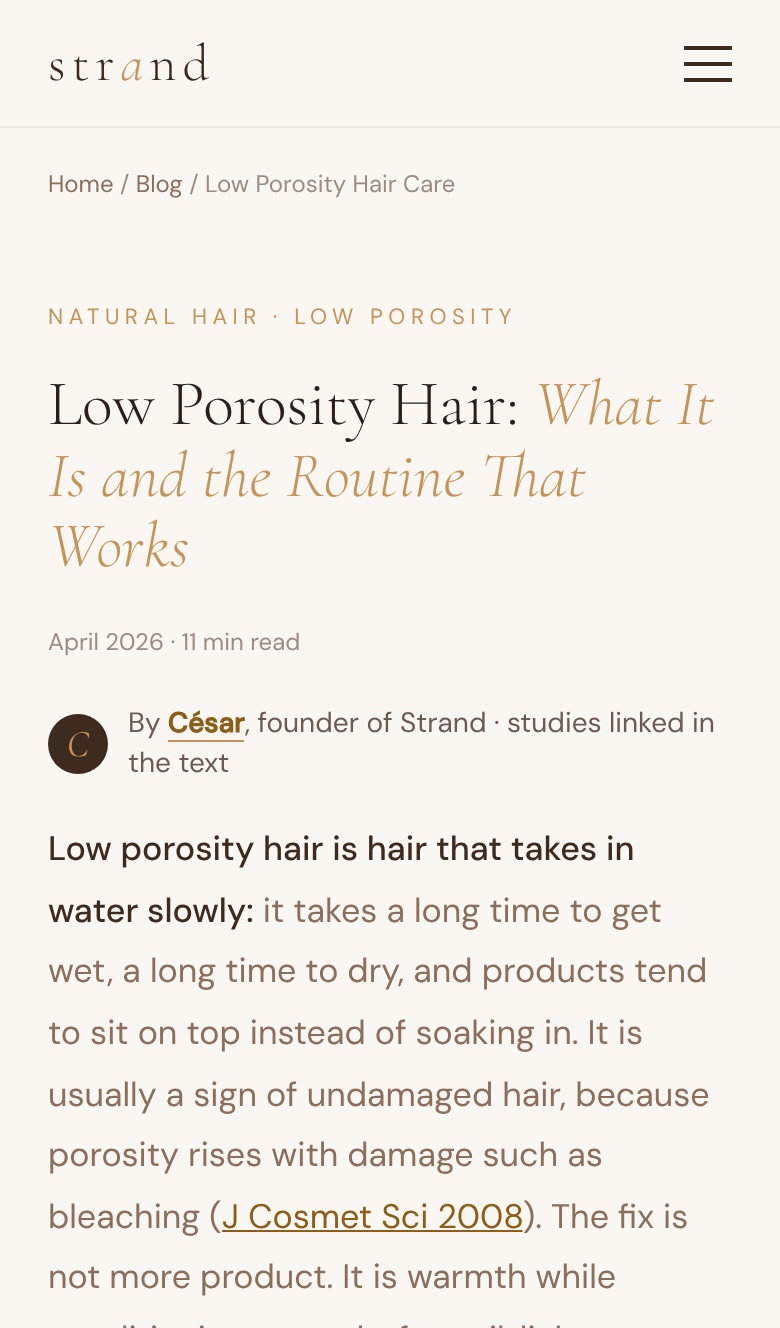 strand
Home / Blog / Low Porosity Hair Care
NATURAL HAIR · LOW POROSITY
Low Porosity Hair: What It
Is and the Routine That
Works
April 2026 · 11 min read
C
By César, founder of Strand · studies linked in
the text
Low porosity hair is hair that takes in
water slowly: it takes a long time to get
wet, a long time to dry, and products tend
to sit on top instead of soaking in. It is
usually a sign of undamaged hair, because
porosity rises with damage such as
bleaching (J Cosmet Sci 2008). The fix is
not more product. It is warmth while